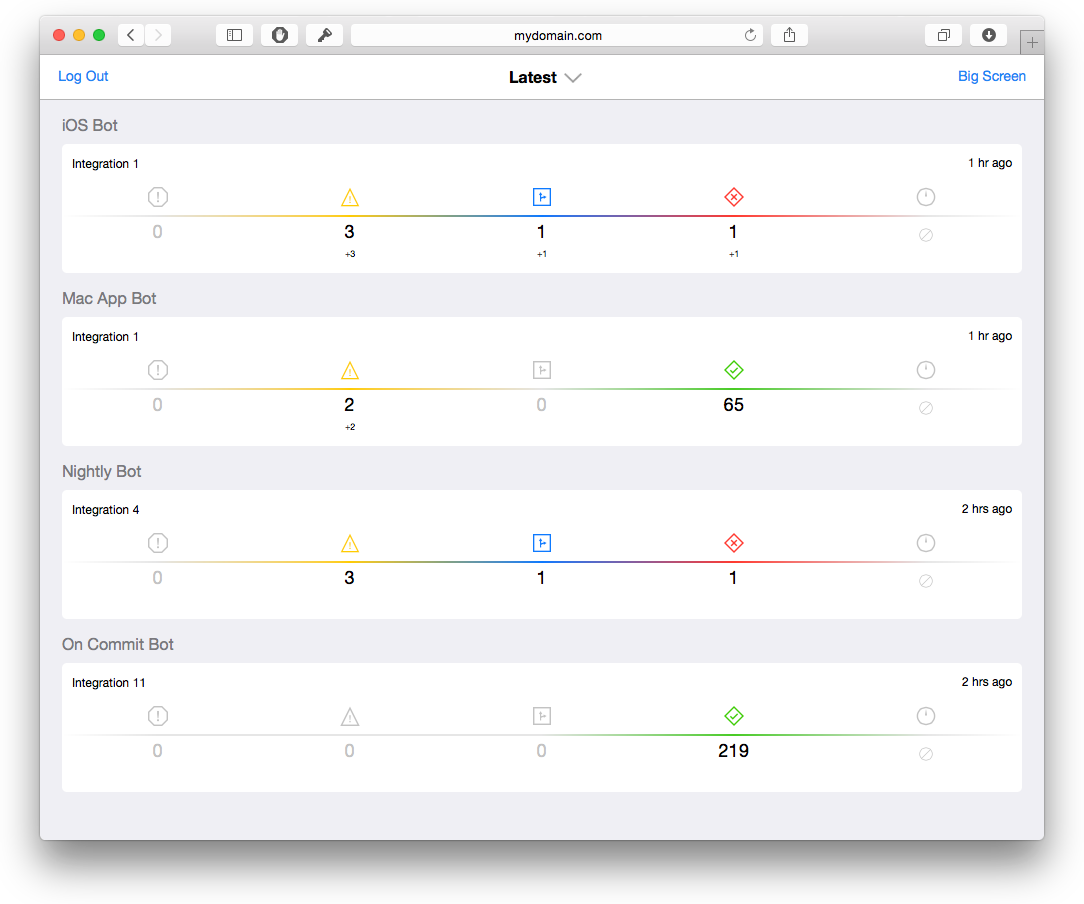 mydomain.com
Log Out Latest Big Screen
iOS Bot
Integration 1 1 hr ago
0 3 1 1
+3 +1 +1
Mac App Bot
Integration 1 1 hr ago
0 2 0 65
+2
Nightly Bot
Integration 4 2 hrs ago
0 3 1 1
On Commit Bot
Integration 11 2 hrs ago
0 0 0 219